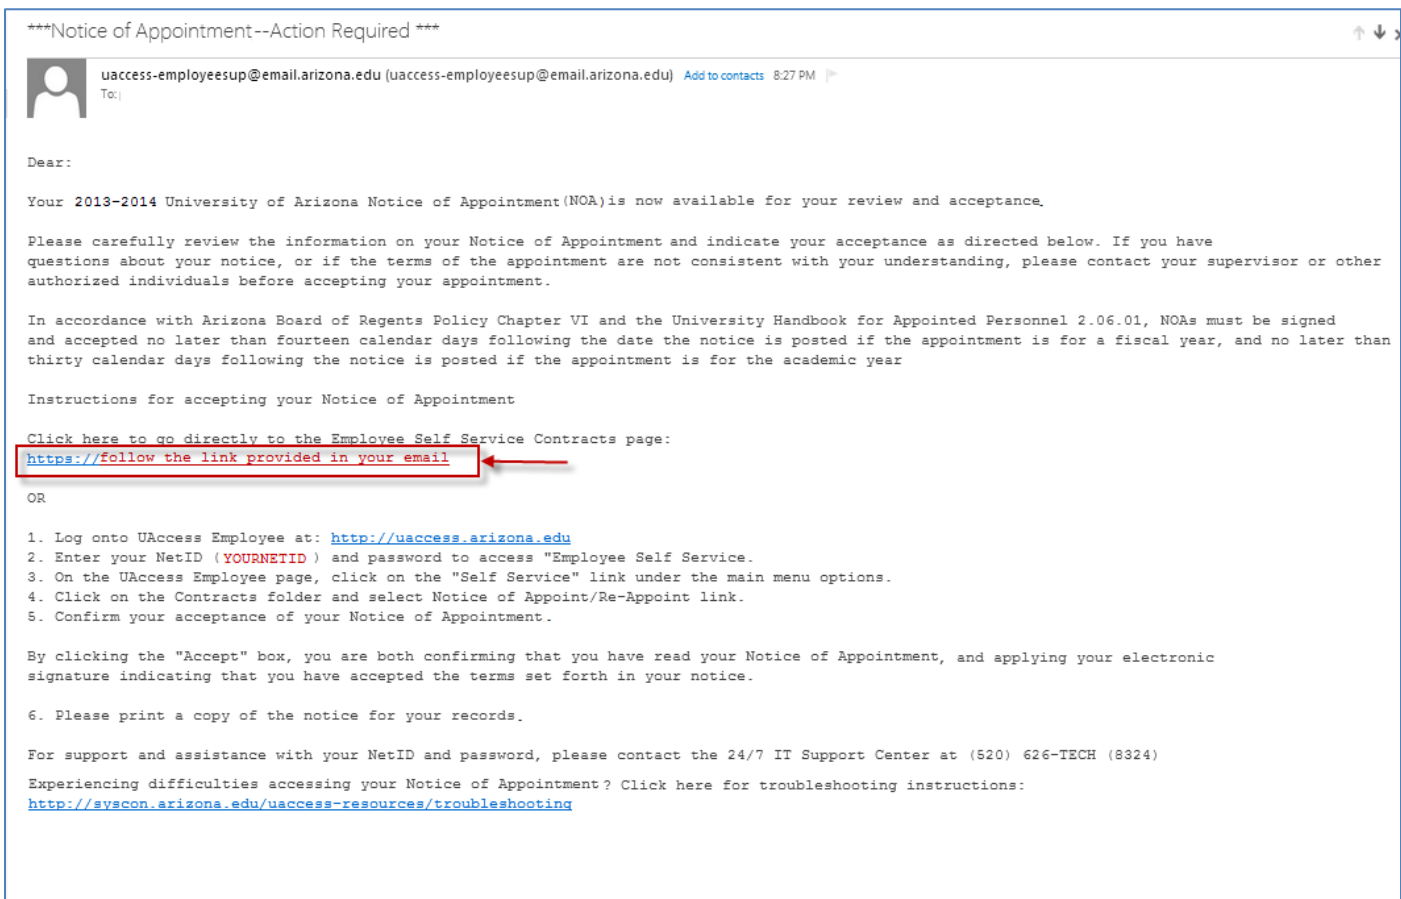 ***Notice of Appointment--Action Required ***
uaccess-employeesup@email.arizona.edu (uaccess-employeesup@email.arizona.edu) Add to contacts 8:27 PM
To:
Dear:
Your 2013-2014 University of Arizona Notice of Appointment(NOA)is now available for your review and acceptance.
Please carefully review the information on your Notice of Appointment and indicate your acceptance as directed below. If you have
questions about your notice, or if the terms of the appointment are not consistent with your understanding, please contact your supervisor or other
authorized individuals before accepting your appointment.
In accordance with Arizona Board of Regents Policy Chapter VI and the University Handbook for Appointed Personnel 2.06.01, NOAs must be signed
and accepted no later than fourteen calendar days following the date the notice is posted if the appointment is for a fiscal year, and no later than
thirty calendar days following the notice is posted if the appointment is for the academic year
Instructions for accepting your Notice of Appointment
Click here to go directly to the Employee Self Service Contracts page:
https://follow the link provided in your email
OR
1. Log onto UAccess Employee at: http://uaccess.arizona.edu
2. Enter your NetID (YOURNETID) and password to access "Employee Self Service.
3. On the UAccess Employee page, click on the "Self Service" link under the main menu options.
4. Click on the Contracts folder and select Notice of Appoint/Re-Appoint link.
5. Confirm your acceptance of your Notice of Appointment.
By clicking the "Accept" box, you are both confirming that you have read your Notice of Appointment, and applying your electronic
signature indicating that you have accepted the terms set forth in your notice.
6. Please print a copy of the notice for your records.
For support and assistance with your NetID and password, please contact the 24/7 IT Support Center at (520) 626-TECH (8324)
Experiencing difficulties accessing your Notice of Appointment? Click here for troubleshooting instructions:
http://syscon.arizona.edu/uaccess-resources/troubleshooting